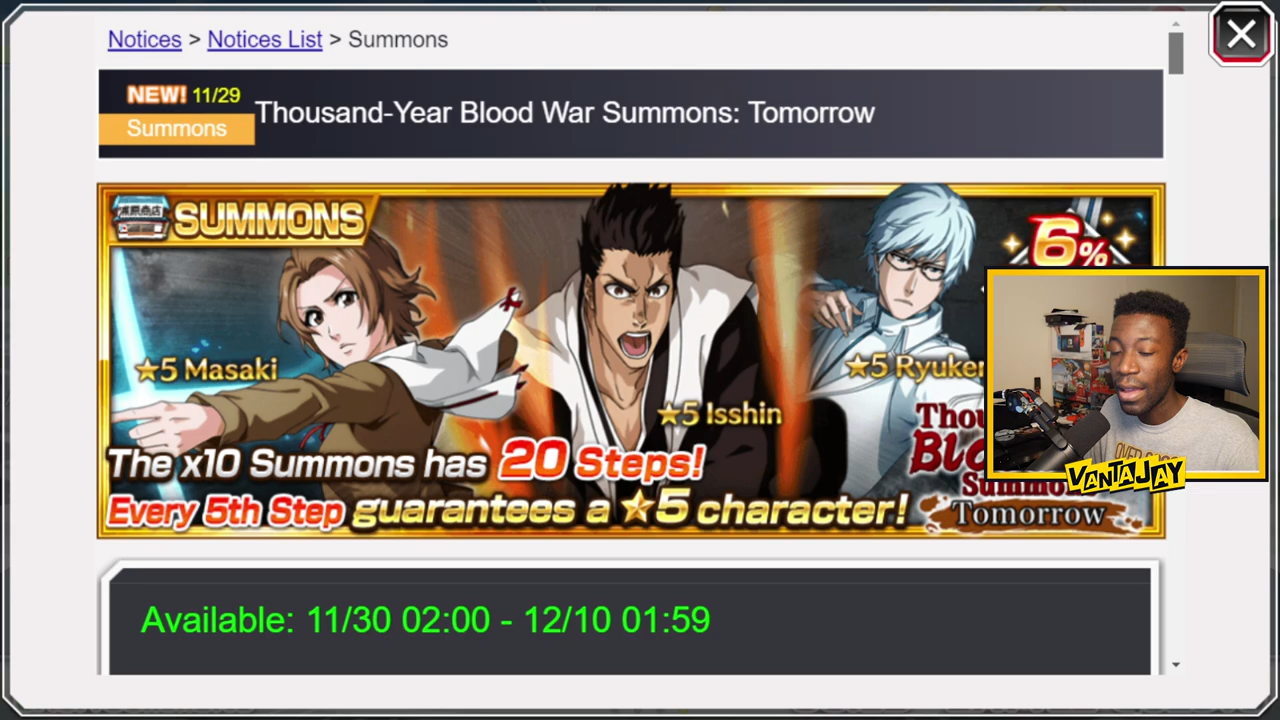 Notices > Notices List > Summons
NEW! 11/29
Summons
Thousand-Year Blood War Summons: Tomorrow
SUMMONS
6%
★5 Masaki
★5 Isshin
★5 Ryuken
The x10 Summons has 20 Steps!
Every 5th Step guarantees a ★5 character!
Tomorrow
VANTAJAY
Available: 11/30 02:00 - 12/10 01:59